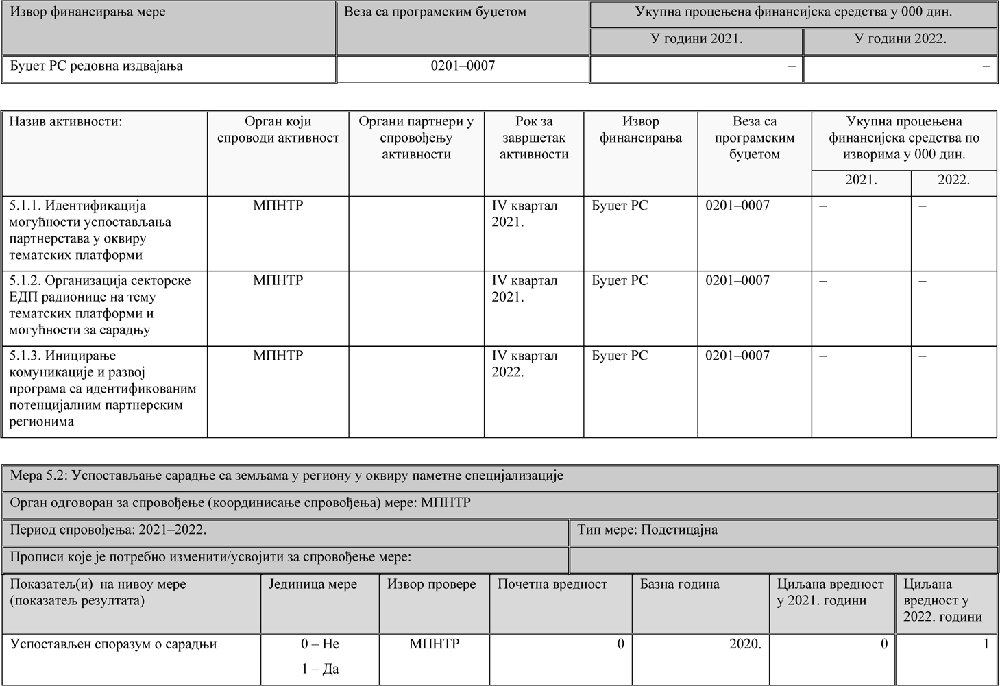 Извор финансирања мере
Веза са програмским буџетом
Укупна процењена финансијска средства у 000 дин.
У години 2021.
У години 2022.
Буџет РС редовна издвајања
0201–0007
–
–
Назив активности:
Орган који
спроводи активност
Органи партнери у
спровођењу
активности
Рок за
завршетак
активности
Извор
финансирања
Веза са
програмским
буџетом
Укупна процењена
финансијска средства по
изворима у 000 дин.
2021.
2022.
5.1.1. Идентификација
могућности успостављања
партнерстава у оквиру
тематских платформи
МПНТР
IV квартал
2021.
Буџет РС
0201–0007
–
–
5.1.2. Организација секторске
ЕДП радионице на тему
тематских платформи и
могућности за сарадњу
МПНТР
IV квартал
2021.
Буџет РС
0201–0007
–
–
5.1.3. Иницирање
комуникације и развој
програма са идентификованим
потенцијалним партнерским
регионима
МПНТР
IV квартал
2022.
Буџет РС
0201–0007
–
–
Мера 5.2: Успостављање сарадње са земљама у региону у оквиру паметне специјализације
Орган одговоран за спровођење (координисање спровођења) мере: МПНТР
Период спровођења: 2021–2022.
Тип мере: Подстицајна
Прописи које је потребно изменити/усвојити за спровођење мере:
Показатељ(и) на нивоу мере
(показатељ резултата)
Јединица мере
Извор провере
Почетна вредност
Базна година
Циљана вредност
у 2021. години
Циљана
вредност у
2022. години
Успостављен споразум о сарадњи
0 – Не
1 – Да
МПНТР
0
2020.
0
1